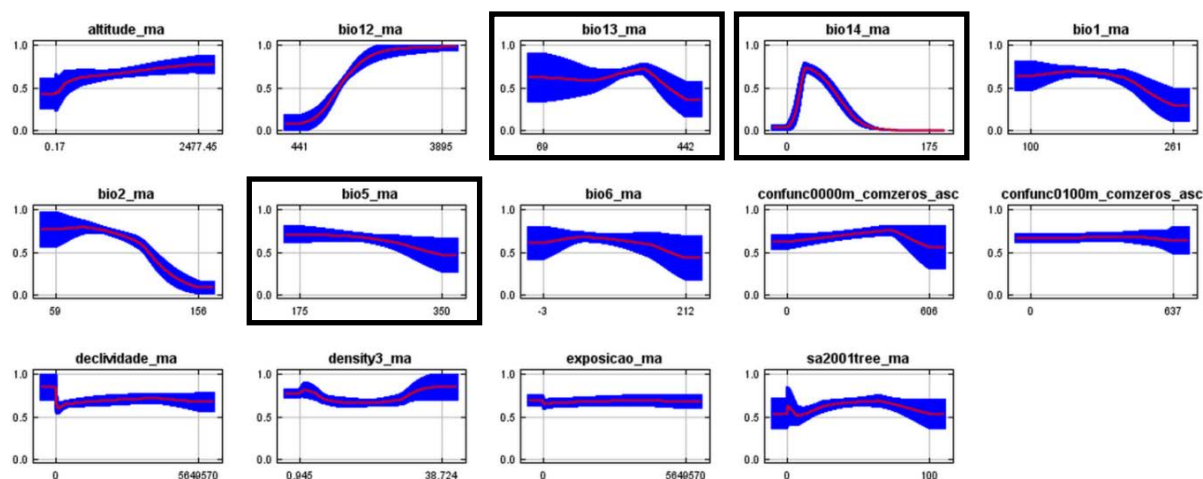 altitude_ma bio12_ma bio13_ma bio14_ma bio1_ma
1.0 1.0 1.0 1.0 1.0
0.5 0.5 0.5 0.5 0.5
0.0 0.0 0.0 0.0 0.0
0.17 2477.45 441 3895 69 442 0 175 100 261
bio2_ma bio5_ma bio6_ma confunc0000m_comzeros_asc confunc0100m_comzeros_asc
1.0 1.0 1.0 1.0 1.0
0.5 0.5 0.5 0.5 0.5
0.0 0.0 0.0 0.0 0.0
59 156 175 350 -3 212 0 606 0 637
declividade_ma density3_ma exposicao_ma sa2001tree_ma
1.0 1.0 1.0 1.0
0.5 0.5 0.5 0.5
0.0 0.0 0.0 0.0
0 5649570 0.945 38.724 0 5649570 0 100